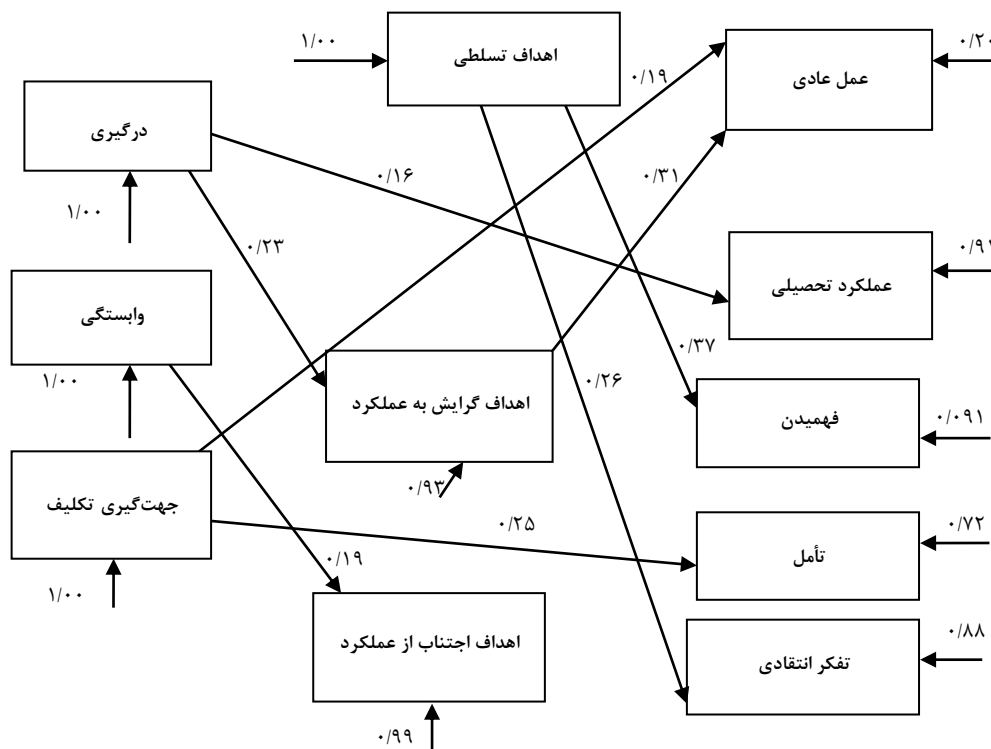 ۱/۰۰
اهداف تسلطی
عمل عادی
۰/۱۹
درگیری
۰/۱۶
۰/۳۱
۱/۰۰
۰/۲۳
عملکرد تحصیلی
وابستگی
۰/۳۷
۱/۰۰
۰/۲۶
اهداف گرایش به عملکرد
فهمیدن
۰/۰۹۱
۰/۹۳
جهت‌گیری تکلیف
۰/۲۵
۰/۷۲
تأمل
۰/۱۹
۱/۰۰
اهداف اجتناب از عملکرد
۰/۸۸
تفکر انتقادی
۰/۹۹